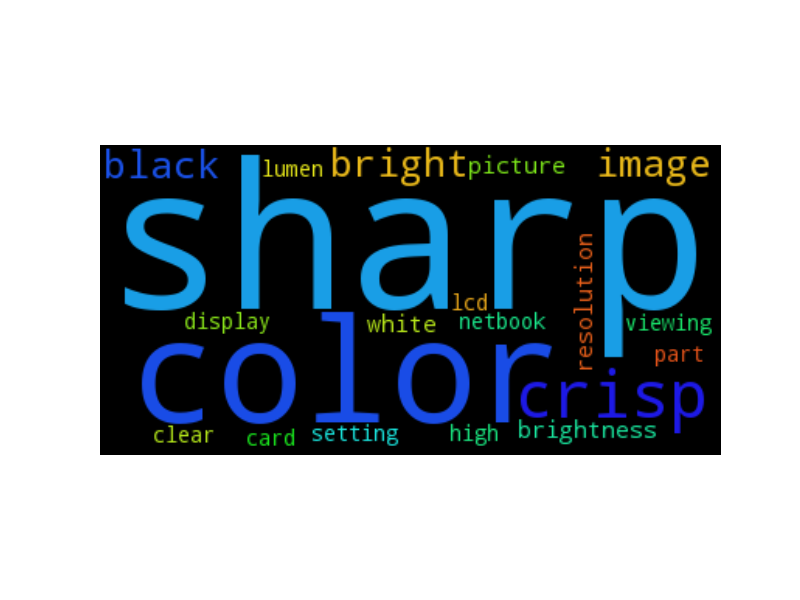 black lumen bright picture image
sharp
resolution
lcd
display white netbook viewing
part
color
crisp
clear card setting high brightness